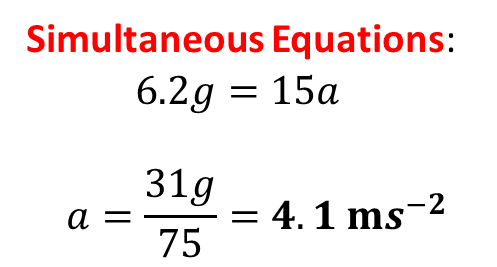 Simultaneous Equations:
6.2g = 15a
a = 31g/75 = 4.1 ms⁻²